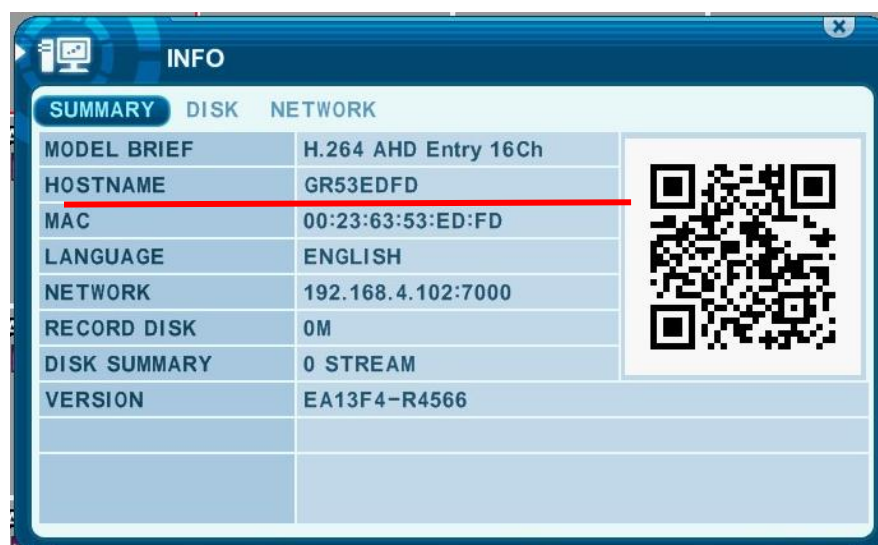 INFO
SUMMARY DISK NETWORK
MODEL BRIEF H.264 AHD Entry 16Ch
HOSTNAME GR53EDFD
MAC 00:23:63:53:ED:FD
LANGUAGE ENGLISH
NETWORK 192.168.4.102:7000
RECORD DISK 0M
DISK SUMMARY 0 STREAM
VERSION EA13F4-R4566